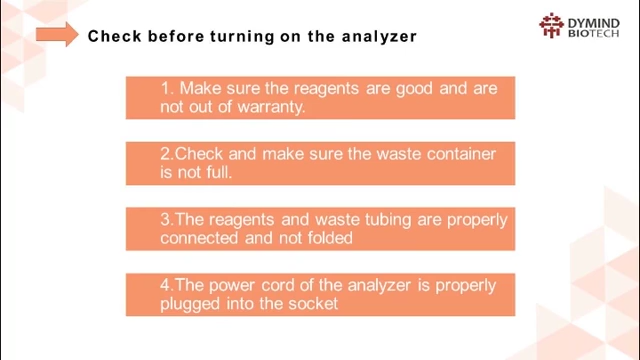 Check before turning on the analyzer
DYMIND
BIOTECH
1. Make sure the reagents are good and are
not out of warranty.
2.Check and make sure the waste container
is not full.
3.The reagents and waste tubing are properly
connected and not folded
4.The power cord of the analyzer is properly
plugged into the socket